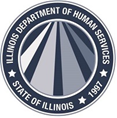 ILLINOIS DEPARTMENT OF HUMAN SERVICES
STATE OF ILLINOIS
1997